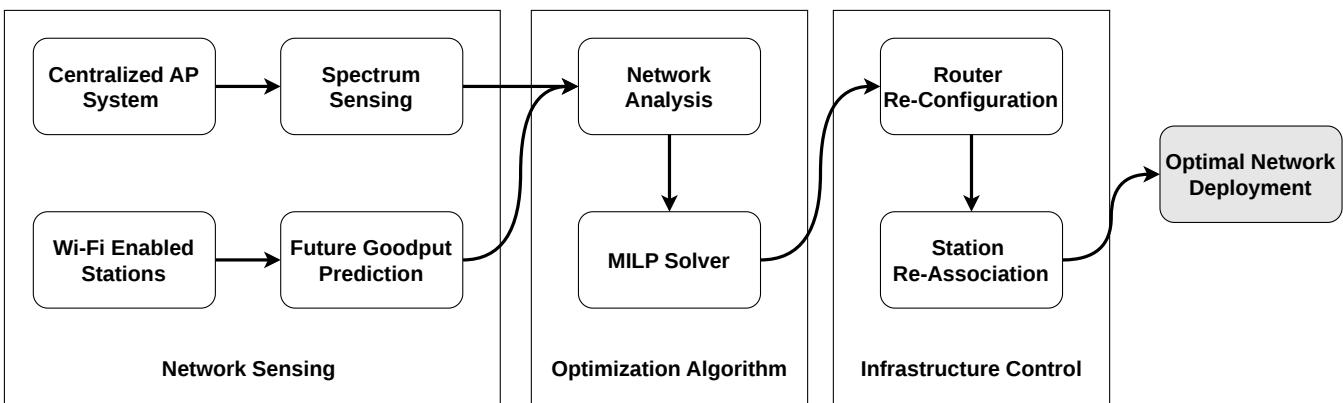 Centralized AP
System
Spectrum
Sensing
Wi-Fi Enabled
Stations
Future Goodput
Prediction
Network Sensing
Network
Analysis
MILP Solver
Optimization Algorithm
Router
Re-Configuration
Station
Re-Association
Infrastructure Control
Optimal Network
Deployment